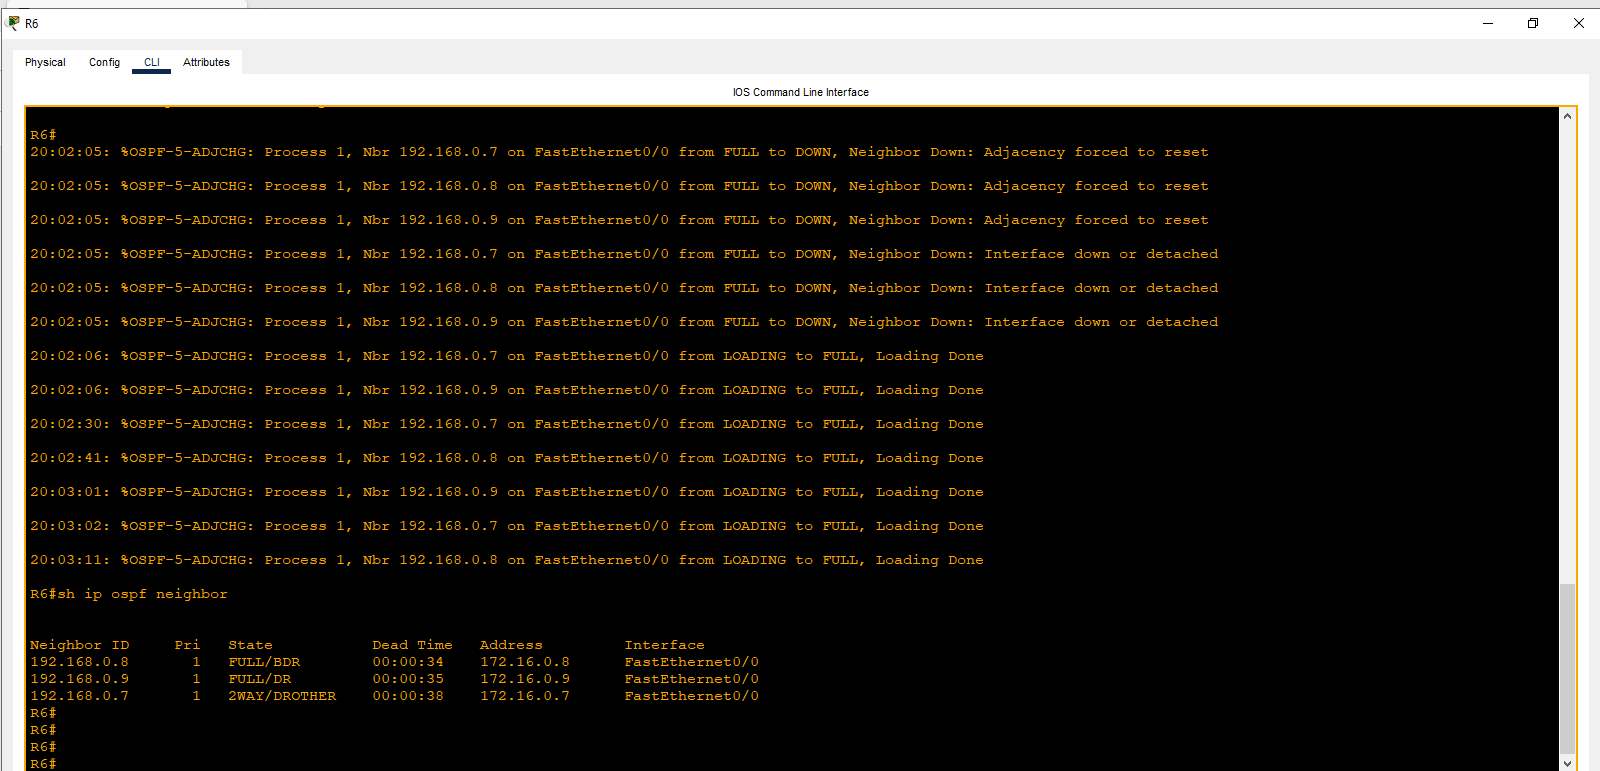 R6
Physical Config CLI Attributes
IOS Command Line Interface
R6#
20:02:05: %OSPF-5-ADJCHG: Process 1, Nbr 192.168.0.7 on FastEthernet0/0 from FULL to DOWN, Neighbor Down: Adjacency forced to reset
20:02:05: %OSPF-5-ADJCHG: Process 1, Nbr 192.168.0.8 on FastEthernet0/0 from FULL to DOWN, Neighbor Down: Adjacency forced to reset
20:02:05: %OSPF-5-ADJCHG: Process 1, Nbr 192.168.0.9 on FastEthernet0/0 from FULL to DOWN, Neighbor Down: Adjacency forced to reset
20:02:05: %OSPF-5-ADJCHG: Process 1, Nbr 192.168.0.7 on FastEthernet0/0 from FULL to DOWN, Neighbor Down: Interface down or detached
20:02:05: %OSPF-5-ADJCHG: Process 1, Nbr 192.168.0.8 on FastEthernet0/0 from FULL to DOWN, Neighbor Down: Interface down or detached
20:02:05: %OSPF-5-ADJCHG: Process 1, Nbr 192.168.0.9 on FastEthernet0/0 from FULL to DOWN, Neighbor Down: Interface down or detached
20:02:06: %OSPF-5-ADJCHG: Process 1, Nbr 192.168.0.7 on FastEthernet0/0 from LOADING to FULL, Loading Done
20:02:06: %OSPF-5-ADJCHG: Process 1, Nbr 192.168.0.9 on FastEthernet0/0 from LOADING to FULL, Loading Done
20:02:30: %OSPF-5-ADJCHG: Process 1, Nbr 192.168.0.7 on FastEthernet0/0 from LOADING to FULL, Loading Done
20:02:41: %OSPF-5-ADJCHG: Process 1, Nbr 192.168.0.8 on FastEthernet0/0 from LOADING to FULL, Loading Done
20:03:01: %OSPF-5-ADJCHG: Process 1, Nbr 192.168.0.9 on FastEthernet0/0 from LOADING to FULL, Loading Done
20:03:02: %OSPF-5-ADJCHG: Process 1, Nbr 192.168.0.7 on FastEthernet0/0 from LOADING to FULL, Loading Done
20:03:11: %OSPF-5-ADJCHG: Process 1, Nbr 192.168.0.8 on FastEthernet0/0 from LOADING to FULL, Loading Done
R6#sh ip ospf neighbor
Neighbor ID Pri State Dead Time Address Interface
192.168.0.8 1 FULL/BDR 00:00:34 172.16.0.8 FastEthernet0/0
192.168.0.9 1 FULL/DR 00:00:35 172.16.0.9 FastEthernet0/0
192.168.0.7 1 2WAY/DROTHER 00:00:38 172.16.0.7 FastEthernet0/0
R6#
R6#
R6#
R6#